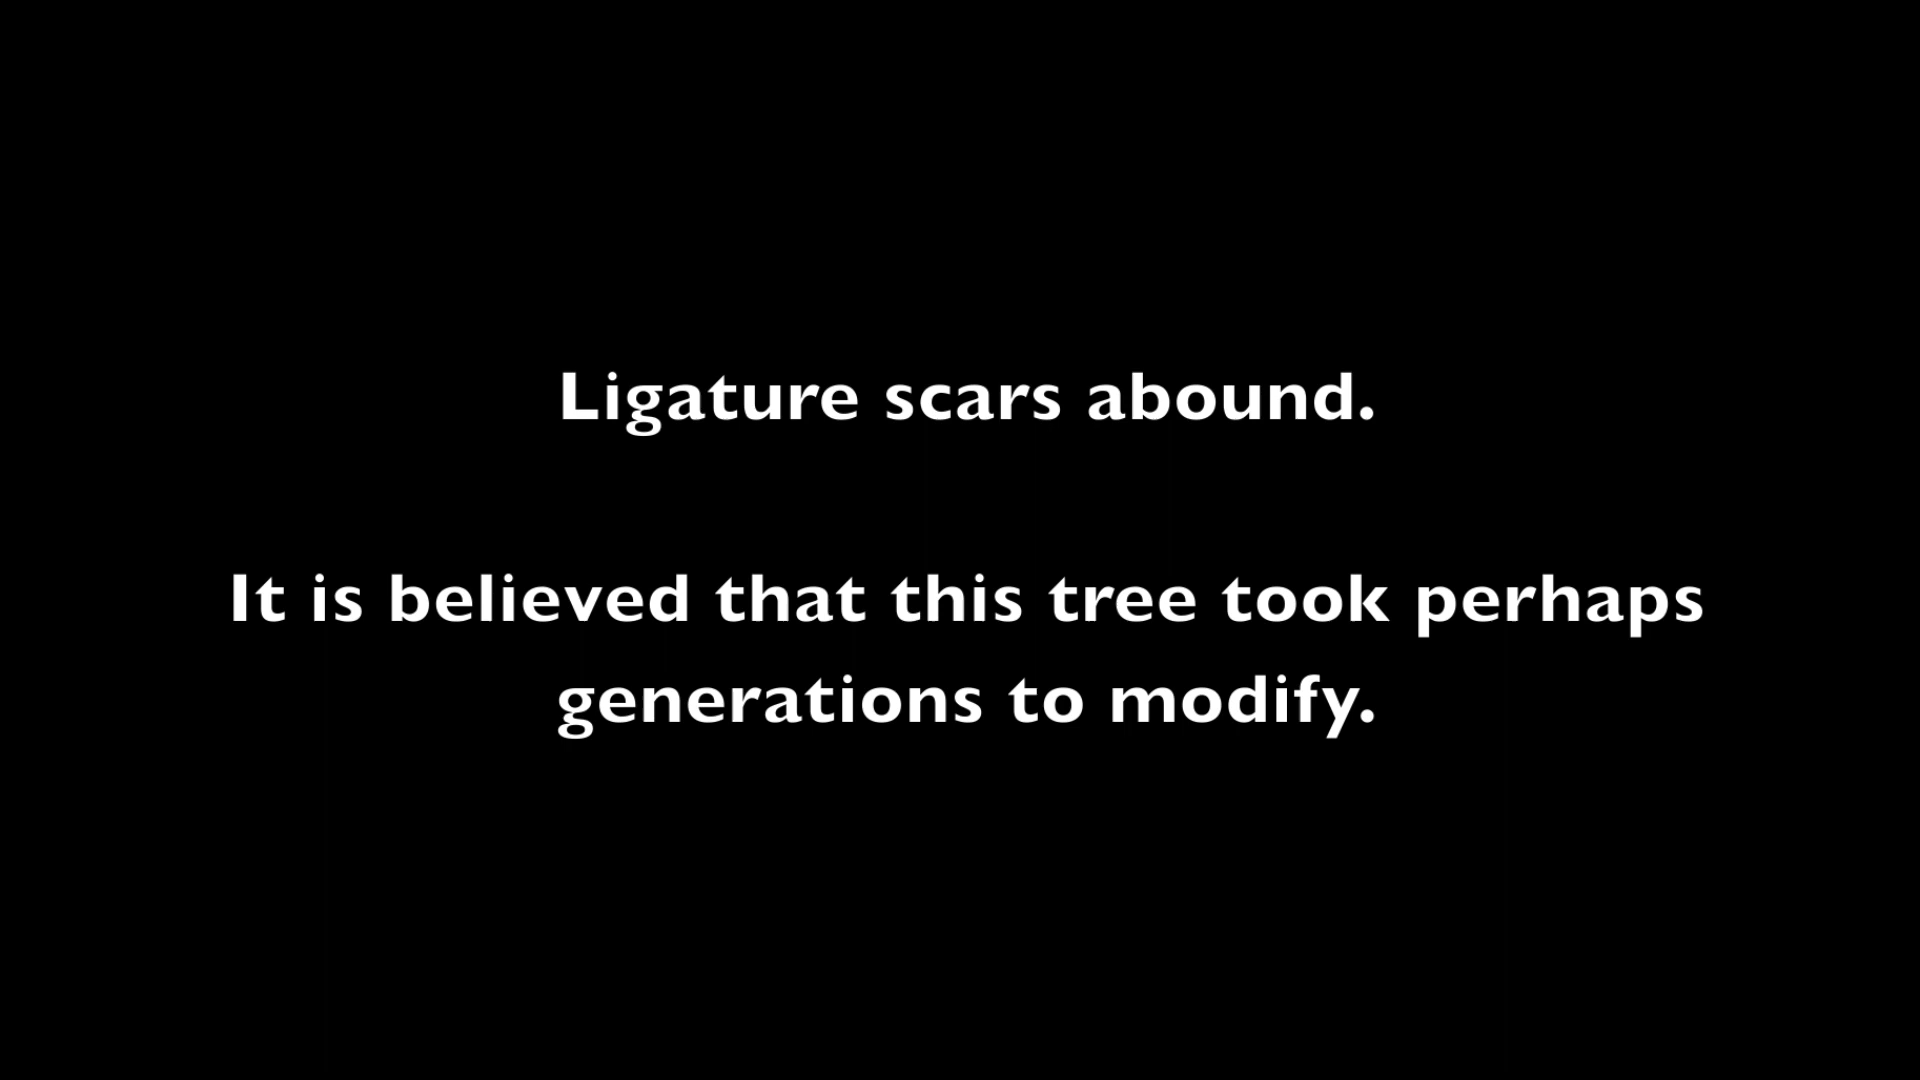 Ligature scars abound.
It is believed that this tree took perhaps
generations to modify.